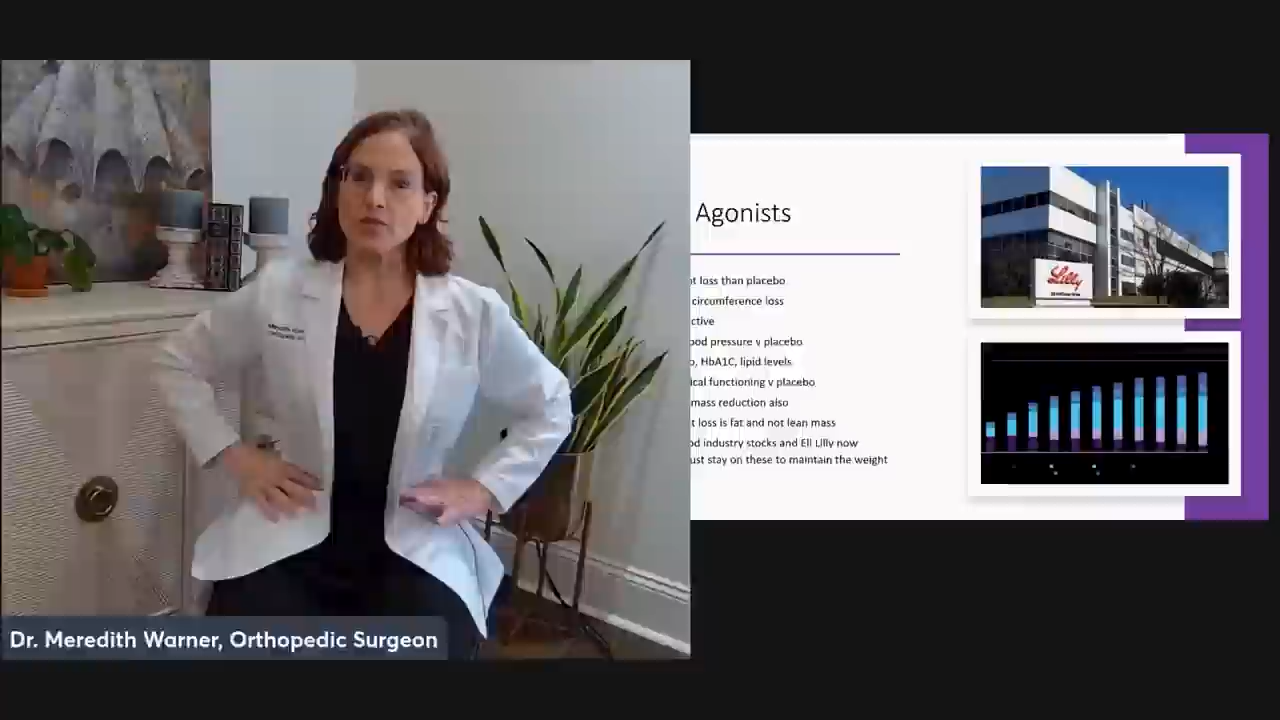 Agonists
t loss than placebo
circumference loss
ctive
ood pressure v placebo
o, HbA1C, lipid levels
ical functioning v placebo
mass reduction also
t loss is fat and not lean mass
od industry stocks and Eli Lilly now
ust stay on these to maintain the weight
Lilly
Dr. Meredith Warner, Orthopedic Surgeon